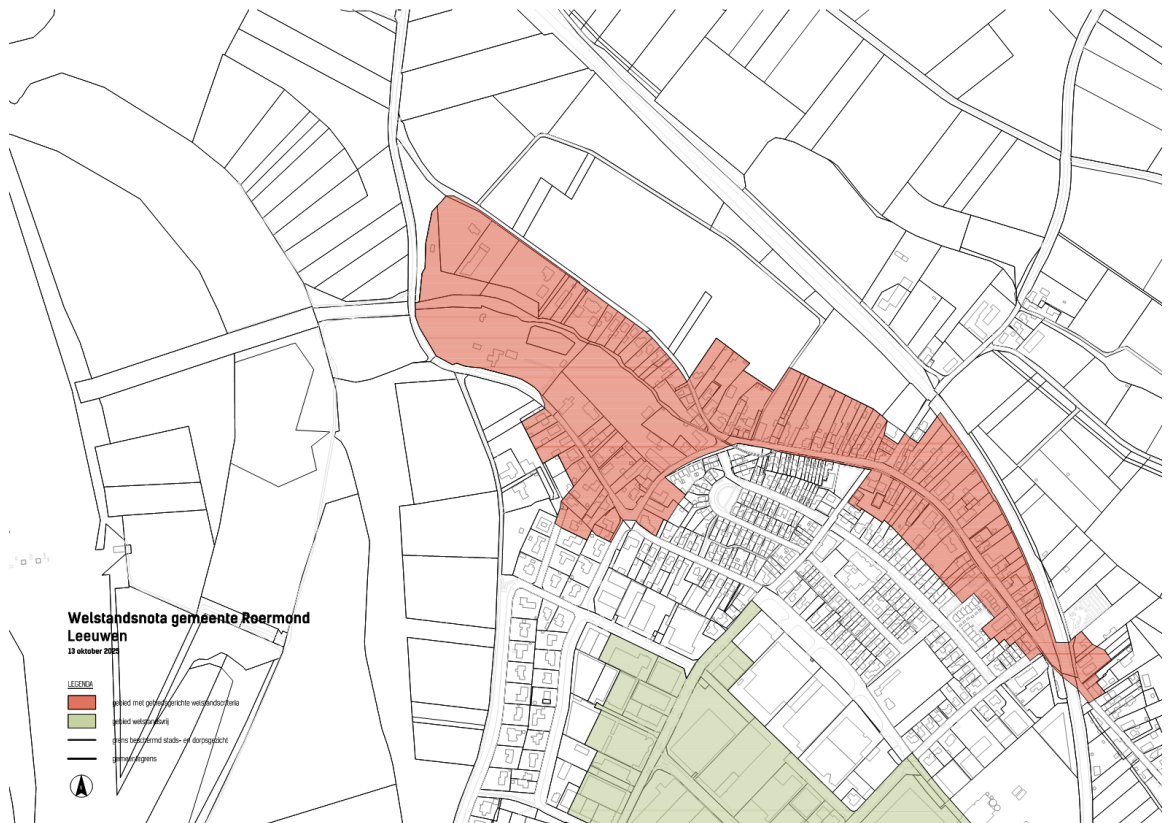 Welstandsnota gemeente Roermond
Leeuwen
13 oktober 2025
LEGENDA
gebied met gebiedsgerichte welstandscriteria
gebied welstandsvrij
grens beschermd stads- en dorpsgezicht
gemeentegrens